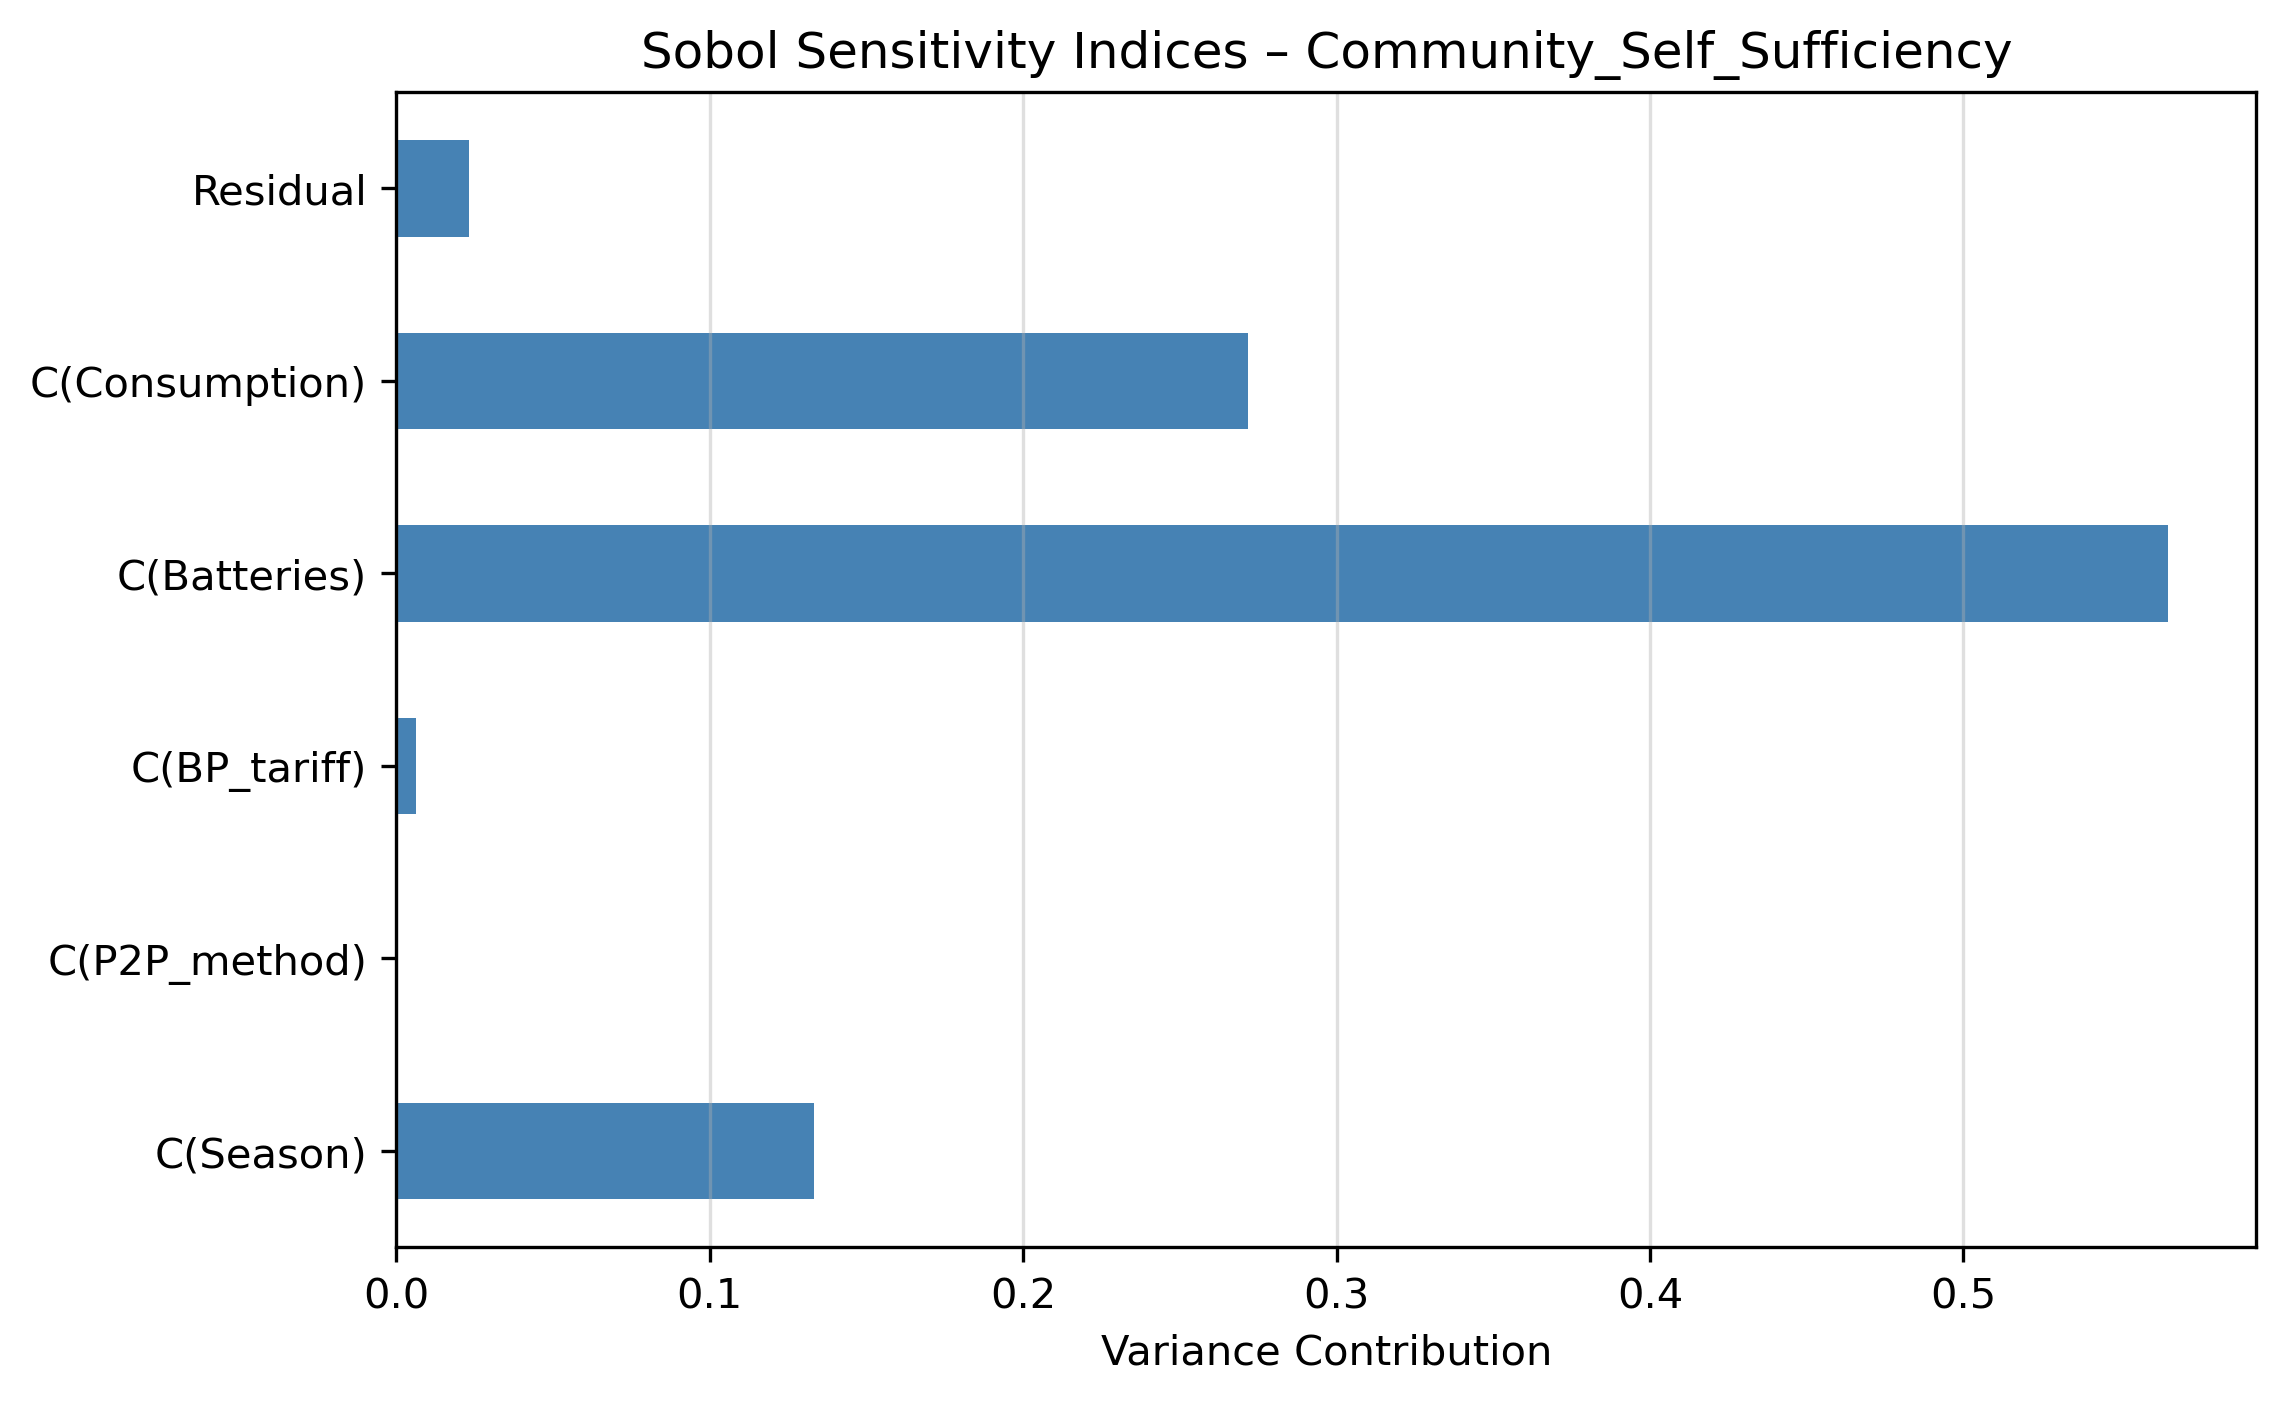 Sobol Sensitivity Indices – Community_Self_Sufficiency
Residual
C(Consumption)
C(Batteries)
C(BP_tariff)
C(P2P_method)
C(Season)
0.0 0.1 0.2 0.3 0.4 0.5
Variance Contribution